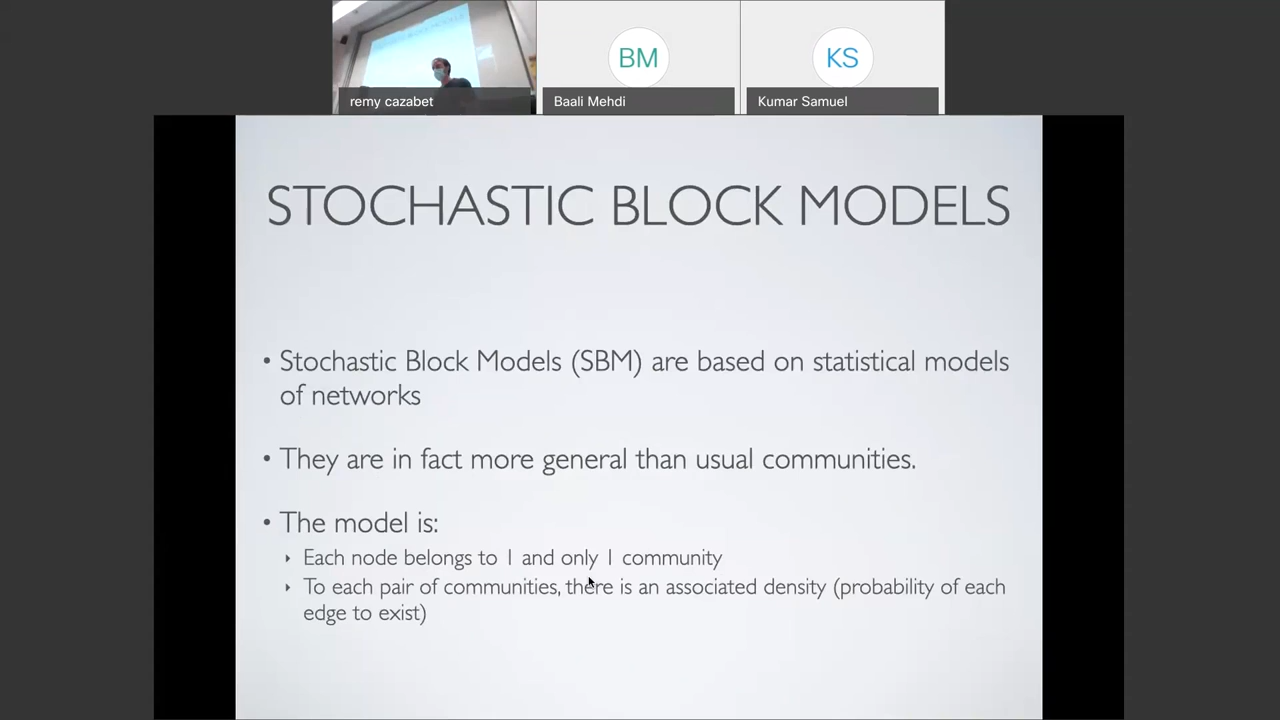 BM
KS
remy cazabet
Baali Mehdi
Kumar Samuel
STOCHASTIC BLOCK MODELS
• Stochastic Block Models (SBM) are based on statistical models
of networks
• They are in fact more general than usual communities.
• The model is:
‣ Each node belongs to 1 and only 1 community
‣ To each pair of communities, there is an associated density (probability of each
edge to exist)